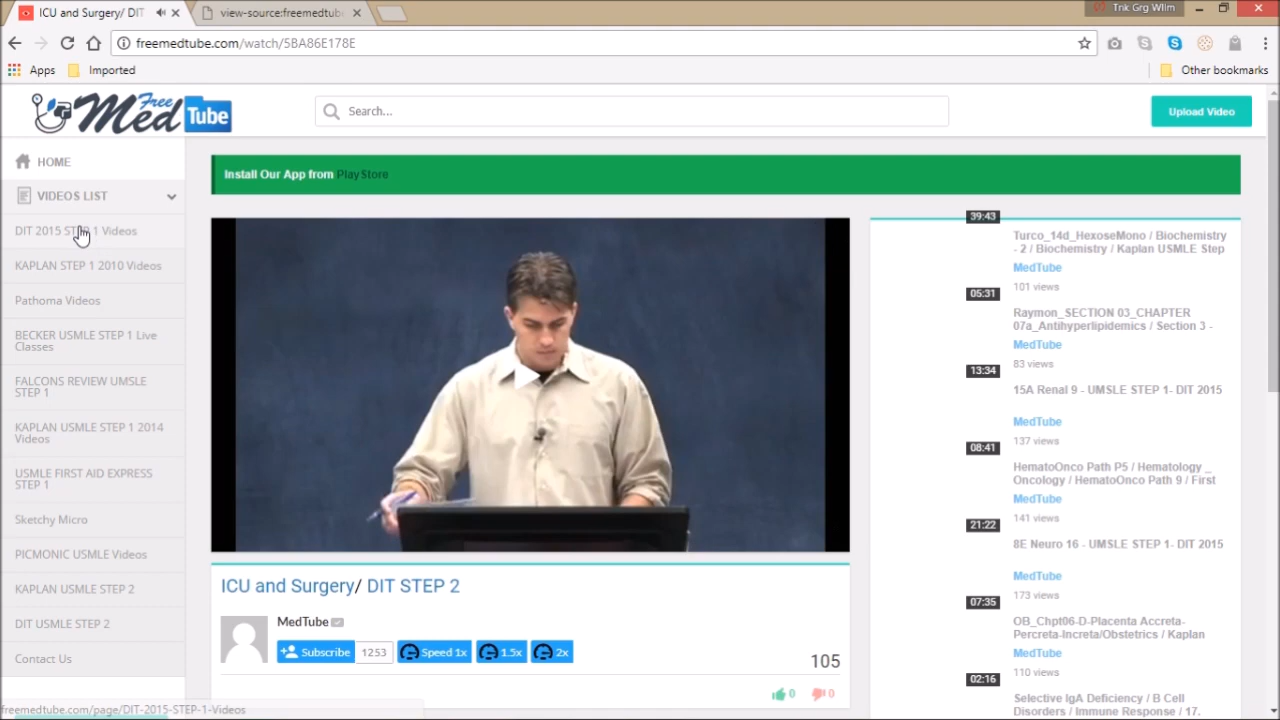 ICU and Surgery/ DIT
view-source:freemedtube
Trik Grg Wllm
freemedtube.com/watch/5BA86E178E
Apps
Imported
Other bookmarks
Free
Med
Tube
Search...
Upload Video
HOME
VIDEOS LIST
DIT 2015 STEP 1 Videos
KAPLAN STEP 1 2010 Videos
Pathoma Videos
BECKER USMLE STEP 1 Live
Classes
FALCONS REVIEW UMSLE
STEP 1
KAPLAN USMLE STEP 1 2014
Videos
USMLE FIRST AID EXPRESS
STEP 1
Sketchy Micro
PICMONIC USMLE Videos
KAPLAN USMLE STEP 2
DIT USMLE STEP 2
Contact Us
freemedtube.com/page/DIT-2015-STEP-1-Videos
Install Our App from PlayStore
ICU and Surgery/ DIT STEP 2
MedTube
Subscribe 1253 Speed 1x 1.5x 2x
105
0 0
39:43
Turco_14d_HexoseMono / Biochemistry
- 2 / Biochemistry / Kaplan USMLE Step
MedTube
101 views
05:31
Raymon_SECTION 03_CHAPTER
07a_Antihyperlipidemics / Section 3 -
MedTube
83 views
13:34
15A Renal 9 - UMSLE STEP 1- DIT 2015
MedTube
137 views
08:41
HematoOnco Path P5 / Hematology _
Oncology / HematoOnco Path 9 / First
MedTube
141 views
21:22
8E Neuro 16 - UMSLE STEP 1- DIT 2015
MedTube
173 views
07:35
OB_Chpt06-D-Placenta Accreta-
Percreta-Increta/Obstetrics / Kaplan
MedTube
110 views
02:16
Selective IgA Deficiency / B Cell
Disorders / Immune Response / 17.